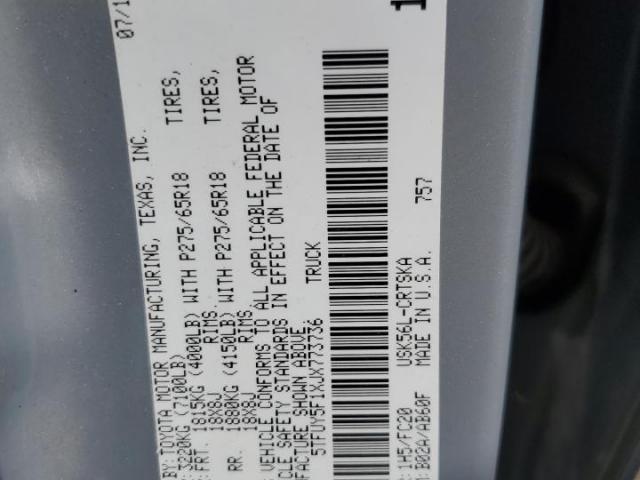 07/1
BY: TOYOTA MOTOR MANUFACTURING, TEXAS, INC.
:3220KG (7100LB)
FRT. 1815KG (4000LB) WITH P275/65R18 TIRES,
18X8J RIMS.
RR. 1880KG (4150LB) WITH P275/65R18 TIRES,
18X8J RIMS.
VEHICLE CONFORMS TO ALL APPLICABLE FEDERAL MOTOR
CLE SAFETY STANDARDS IN EFFECT ON THE DATE OF
FACTURE SHOWN ABOVE.
5TFUY5F1XJX773736 TRUCK
1
:1H5/FC20 USK56L-CRTSKA 757
: B02A/AB60F MADE IN U.S.A.